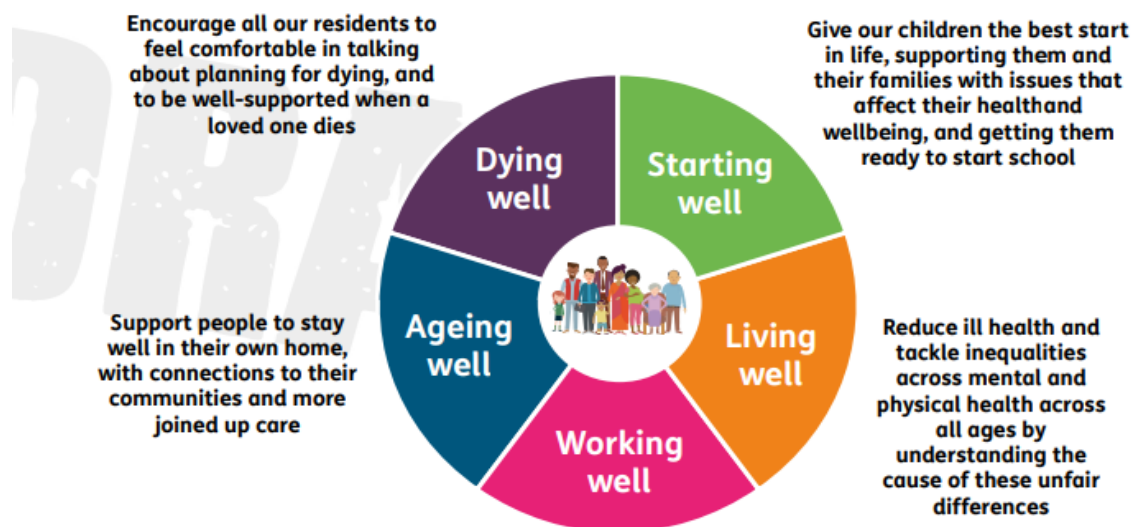 Encourage all our residents to
feel comfortable in talking
about planning for dying, and
to be well-supported when a
loved one dies
Give our children the best start
in life, supporting them and
their families with issues that
affect their healthand
wellbeing, and getting them
ready to start school
Dying
well
Starting
well
Support people to stay
well in their own home,
with connections to their
communities and more
joined up care
Ageing
well
Living
well
Reduce ill health and
tackle inequalities
across mental and
physical health across
all ages by
understanding the
cause of these unfair
differences
Working
well